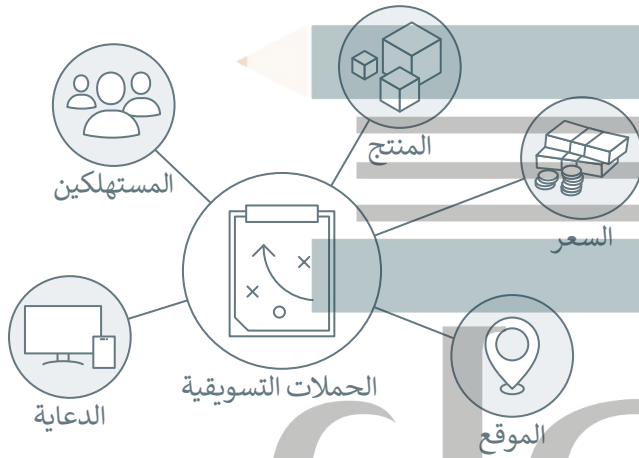 المنتج
المستهلكين
السعر
الحملات التسويقية
الدعاية
الموقع